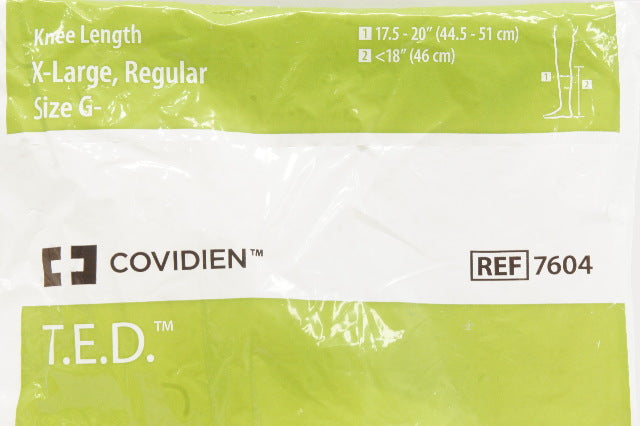 Knee Length
X-Large, Regular
Size G-
1 17.5 - 20" (44.5 - 51 cm)
2 <18" (46 cm)
1
2
COVIDIEN™
REF 7604
T.E.D.™